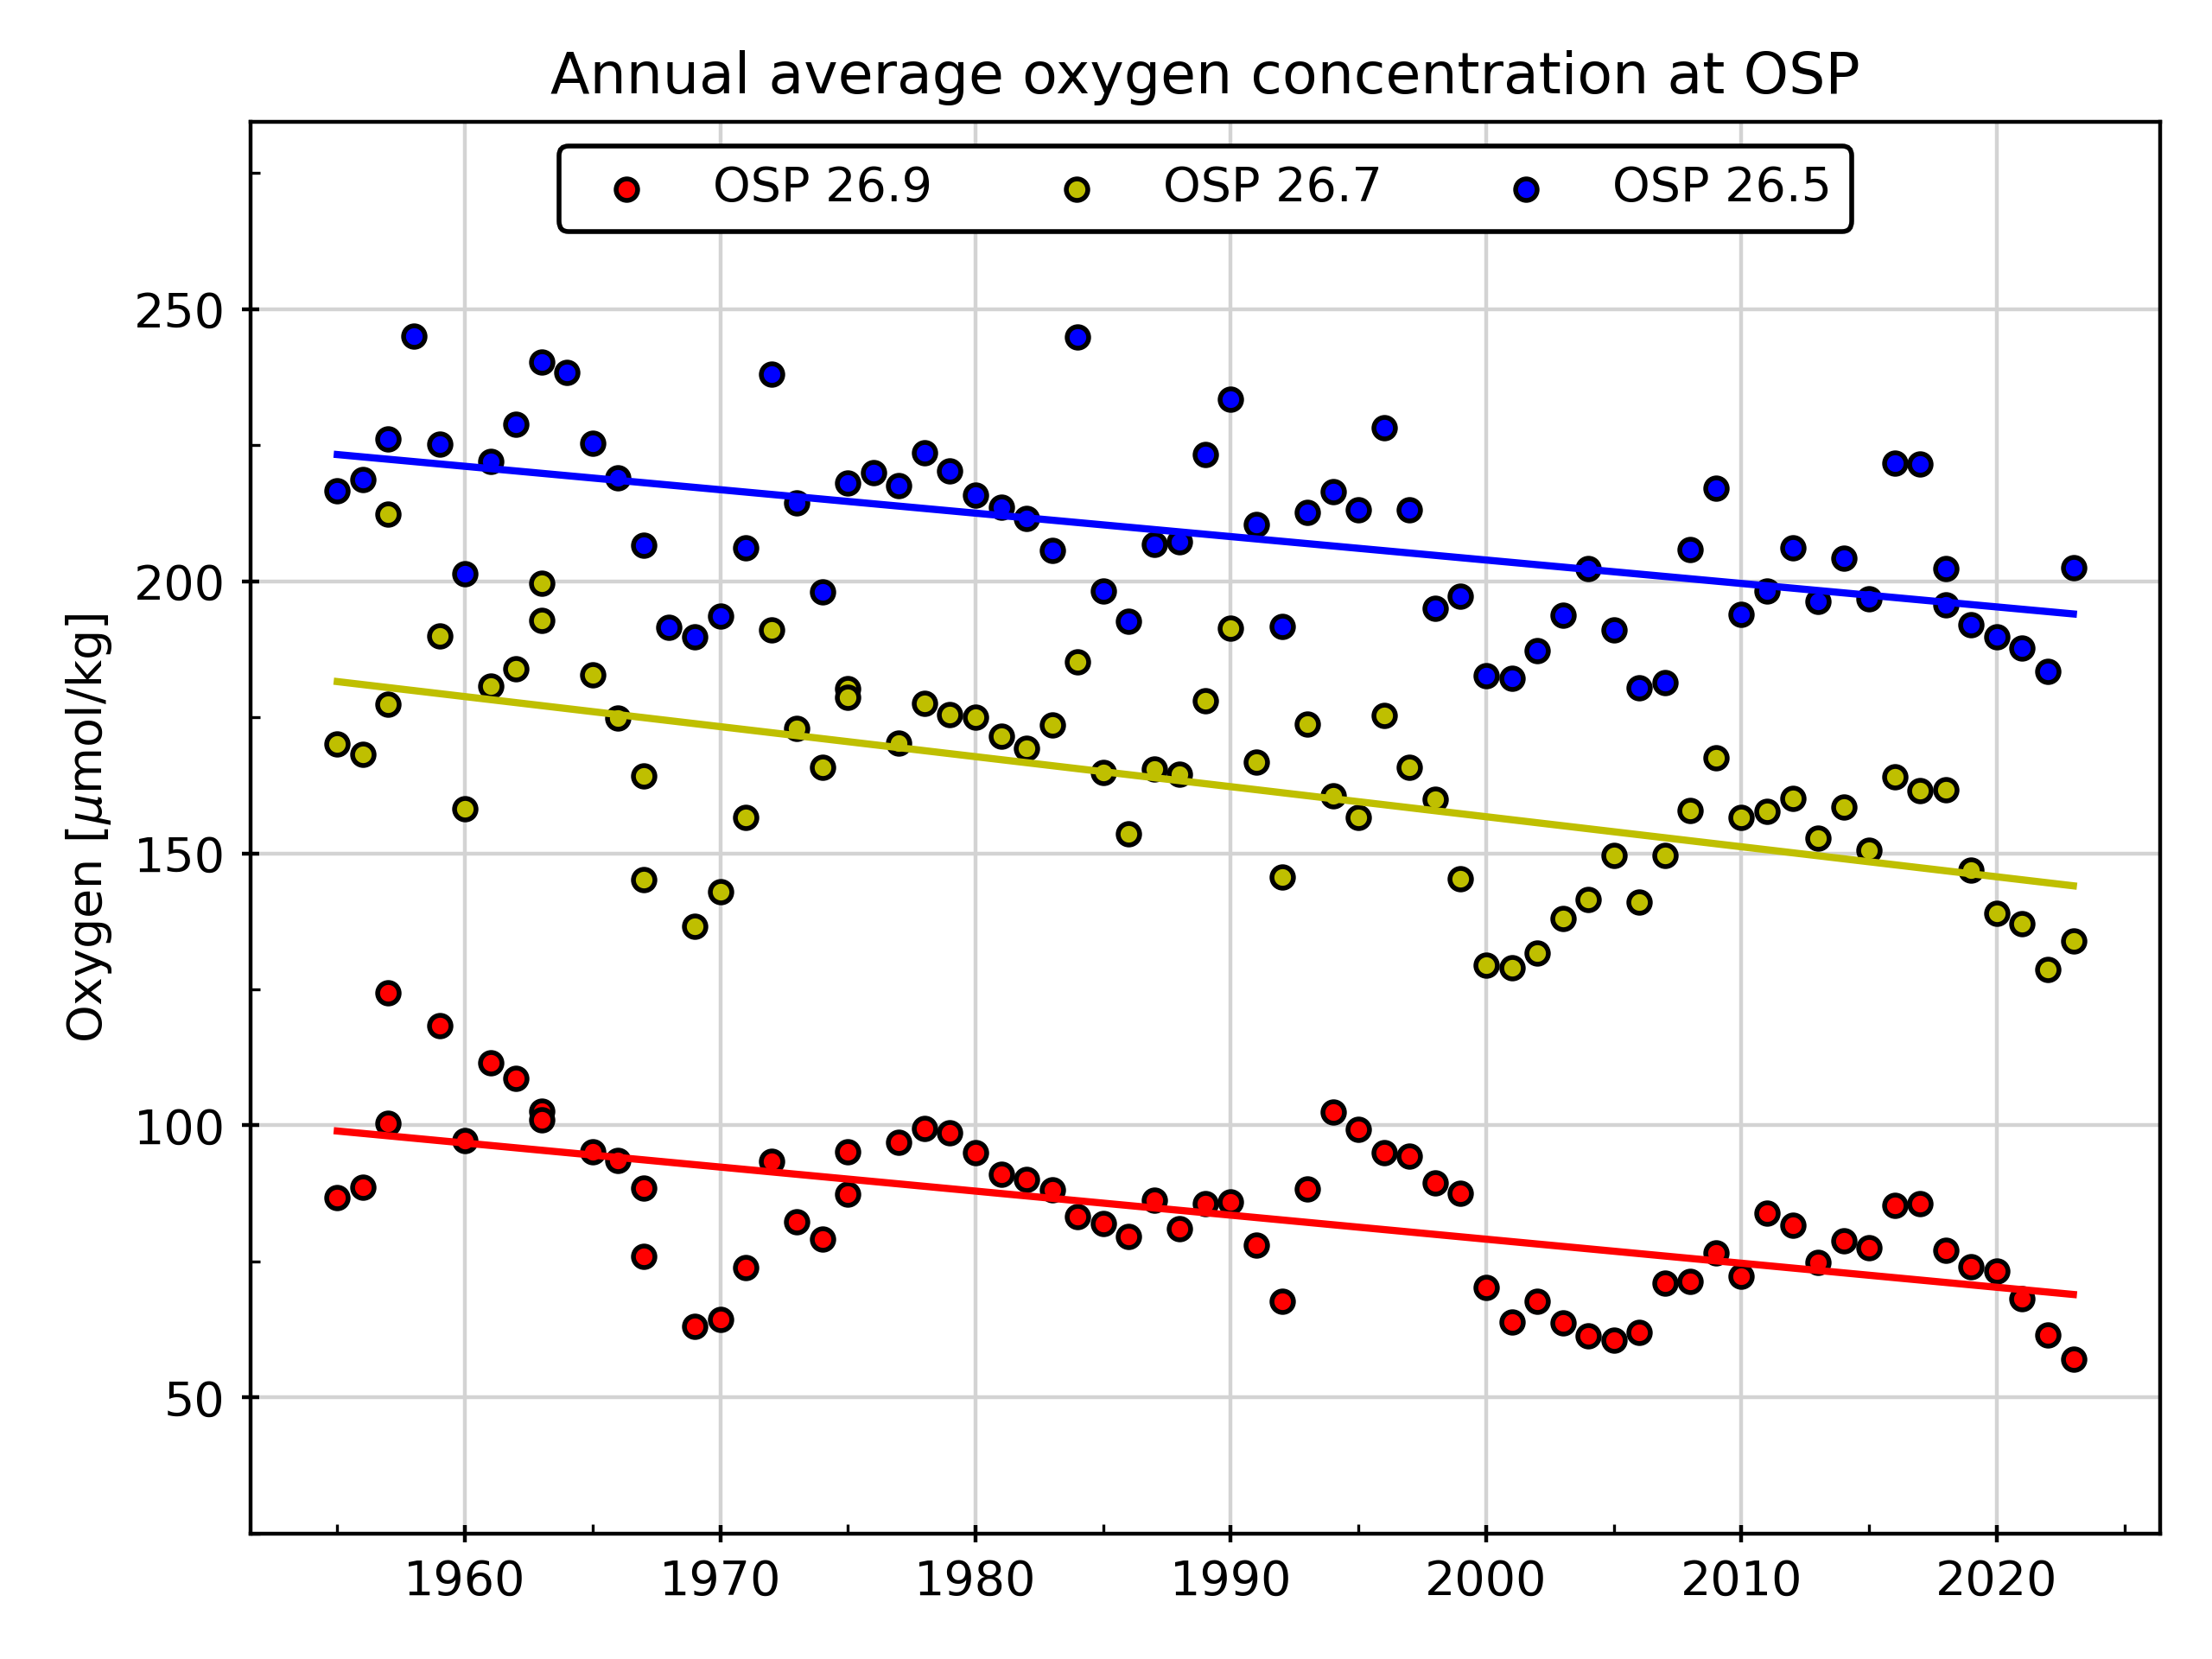 Annual average oxygen concentration at OSP
OSP 26.9 OSP 26.7 OSP 26.5
Oxygen [μmol/kg]
250
200
150
100
50
1960 1970 1980 1990 2000 2010 2020